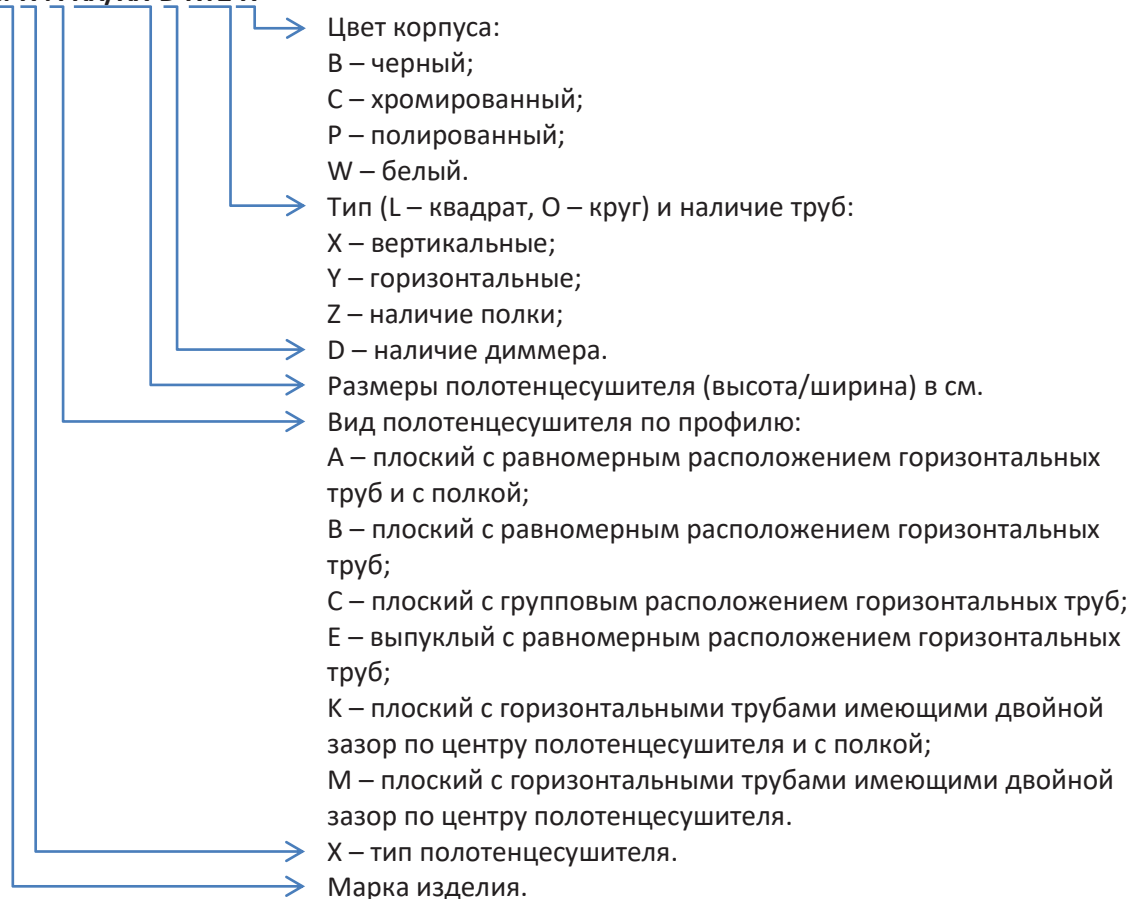 Цвет корпуса:
B – черный;
C – хромированный;
P – полированный;
W – белый.
Тип (L – квадрат, O – круг) и наличие труб:
X – вертикальные;
Y – горизонтальные;
Z – наличие полки;
D – наличие диммера.
Размеры полотенцесушителя (высота/ширина) в см.
Вид полотенцесушителя по профилю:
A – плоский с равномерным расположением горизонтальных
труб и с полкой;
B – плоский с равномерным расположением горизонтальных
труб;
C – плоский с групповым расположением горизонтальных труб;
E – выпуклый с равномерным расположением горизонтальных
труб;
K – плоский с горизонтальными трубами имеющими двойной
зазор по центру полотенцесушителя и с полкой;
M – плоский с горизонтальными трубами имеющими двойной
зазор по центру полотенцесушителя.
X – тип полотенцесушителя.
Марка изделия.